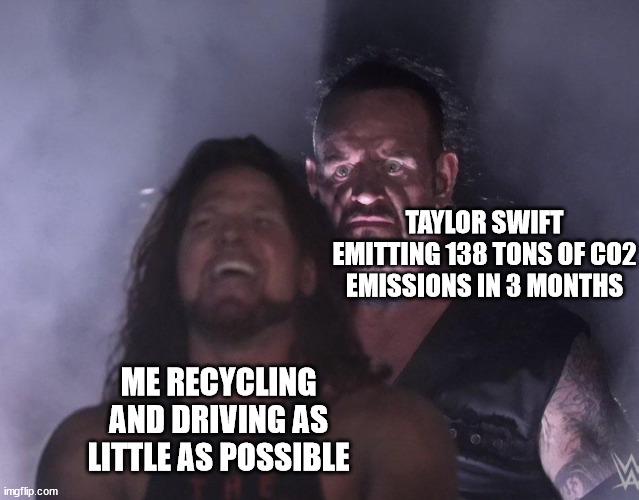 TAYLOR SWIFT
EMITTING 138 TONS OF CO2
EMISSIONS IN 3 MONTHS
ME RECYCLING
AND DRIVING AS
LITTLE AS POSSIBLE
imgflip.com